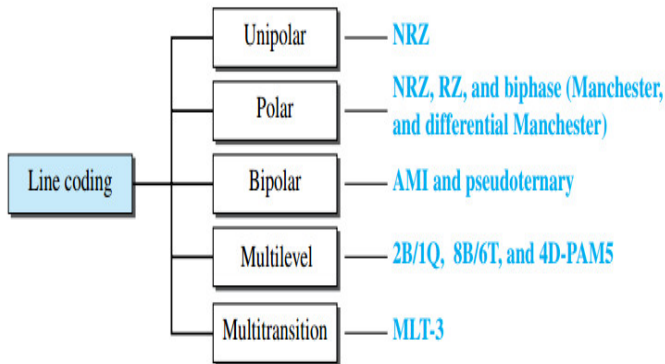 Line coding
Unipolar
NRZ
Polar
NRZ, RZ, and biphase (Manchester,
and differential Manchester)
Bipolar
AMI and pseudoternary
Multilevel
2B/1Q, 8B/6T, and 4D-PAM5
Multitransition
MLT-3